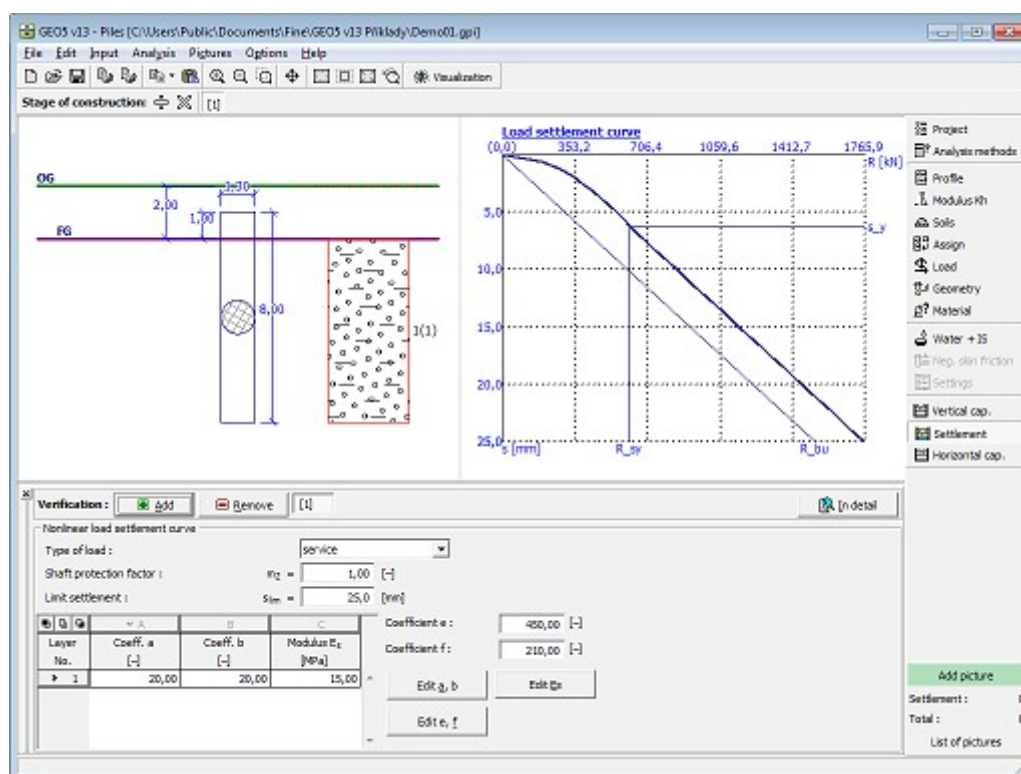 GEO5 v13 - Piles [C:\Users\Public\Documents\Fine\GEO5 v13 Příklady\Demo01.gpi]
File Edit Input Analysis Pictures Options Help
Visualization
Stage of construction: [1]
Load settlement curve
(0,0) 353,2 706,4 1059,6 1412,7 1765,9
R [kN]
OG
1,00
2,00
1,00
FG
8,00
1(1)
5,0
s_y
10,0
15,0
20,0
25,0
s [mm] R_sy R_bu
Project
Analysis methods
Profile
Modulus Kh
Soils
Assign
Load
Geometry
Material
Water + IS
Neg. skin friction
Settings
Vertical cap.
Settlement
Horizontal cap.
Verification : Add Remove [1] In detail
Nonlinear load settlement curve
Type of load : service
Shaft protection factor : m2 = 1,00 [-]
Limit settlement : slim = 25,0 [mm]
A B C
Layer No. Coeff. a [-] Coeff. b [-] Modulus Es [MPa]
1 20,00 20,00 15,00
Coefficient e : 450,00 [-]
Coefficient f : 210,00 [-]
Edit a, b Edit Es
Edit e, f
Add picture
Settlement :
Total :
List of pictures